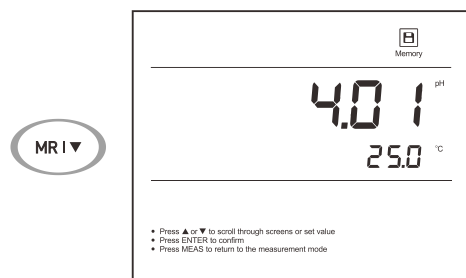 Memory
4.01 pH
MR I ▼
25.0 °C
• Press ▲ or ▼ to scroll through screens or set value
• Press ENTER to confirm
• Press MEAS to return to the measurement mode